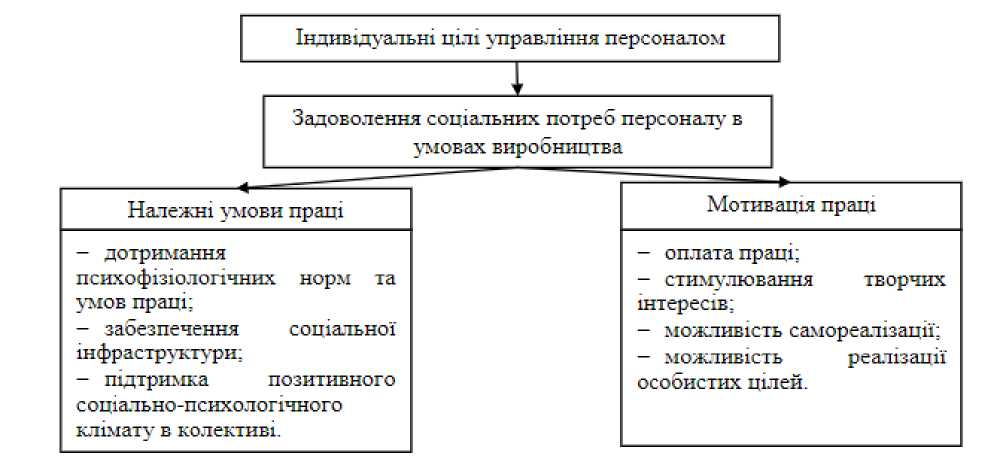 Індивідуальні цілі управління персоналом
Задоволення соціальних потреб персоналу в
умовах виробництва
Належні умови праці
– дотримання
психофізіологічних норм та
умов праці;
– забезпечення соціальної
інфраструктури;
– підтримка позитивного
соціально-психологічного
клімату в колективі.
Мотивація праці
– оплата праці;
– стимулювання творчих
інтересів;
– можливість самореалізації;
– можливість реалізації
особистих цілей.